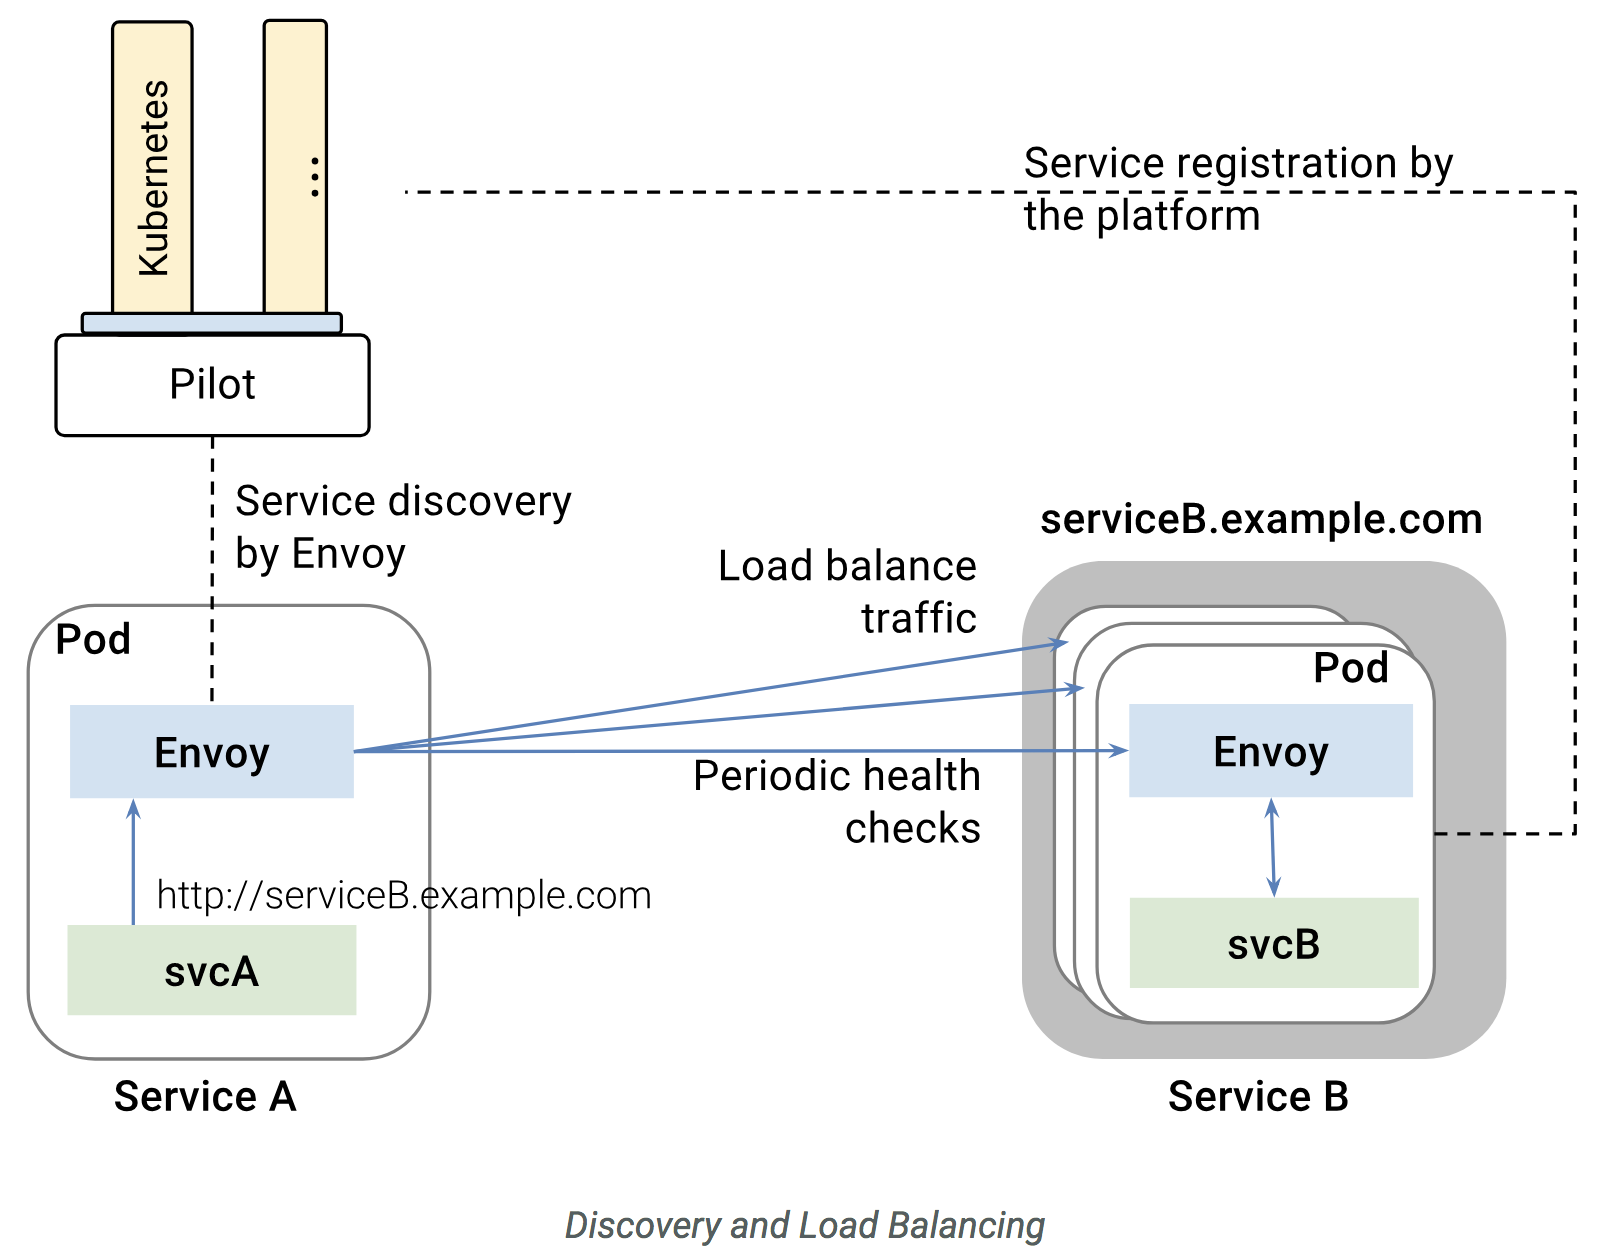 Kubernetes
...
Service registration by
the platform
Pilot
Service discovery
by Envoy
serviceB.example.com
Load balance
traffic
Pod
Pod
Envoy
Envoy
Periodic health
checks
http://serviceB.example.com
svcA
svcB
Service A
Service B
Discovery and Load Balancing